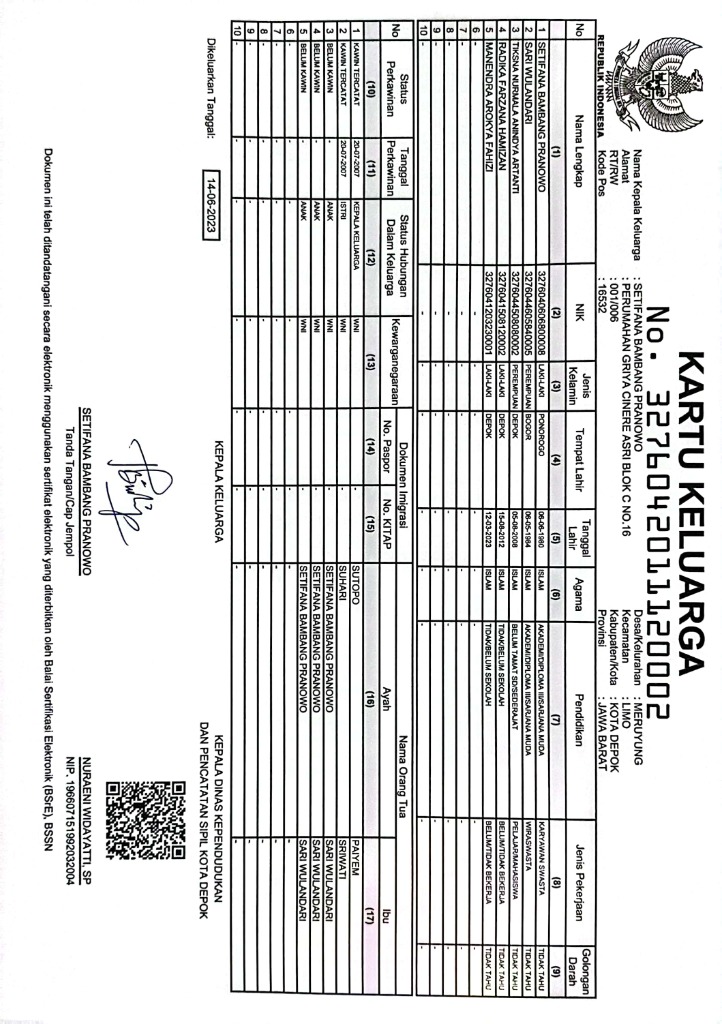 KARTU KELUARGA
No. 3276042011120002
REPUBLIK INDONESIA
Nama Kepala Keluarga : SETIFANA BAMBANG PRANOWO
Alamat : PERUMAHAN GRIYA CINERE ASRI BLOK C NO.16
RT/RW : 001/006
Kode Pos : 16532
Desa/Kelurahan : MERUYUNG
Kecamatan : LIMO
Kabupaten/Kota : KOTA DEPOK
Provinsi : JAWA BARAT
No Nama Lengkap NIK Jenis Kelamin Tempat Lahir Tanggal Lahir Agama Pendidikan Jenis Pekerjaan Golongan Darah
(1) (2) (3) (4) (5) (6) (7) (8) (9)
1 SETIFANA BAMBANG PRANOWO 3276040606800008 LAKI-LAKI PONOROGO 06-06-1980 ISLAM AKADEMI/DIPLOMA III/SARJANA MUDA KARYAWAN SWASTA TIDAK TAHU
2 SARI WULANDARI 3276044605840005 PEREMPUAN BOGOR 06-05-1984 ISLAM AKADEMI/DIPLOMA III/SARJANA MUDA WIRASWASTA TIDAK TAHU
3 TIKSNA NURMALA ANINDYA ARTANTI 3276044508080002 PEREMPUAN DEPOK 05-08-2008 ISLAM BELUM TAMAT SD/SEDERAJAT PELAJAR/MAHASISWA TIDAK TAHU
4 RADIKA FARZANA HAMIZAN 3276041508120002 LAKI-LAKI DEPOK 15-08-2012 ISLAM TIDAK/BELUM SEKOLAH BELUM/TIDAK BEKERJA TIDAK TAHU
5 MANENDRA AROKYA FAHIZI 3276041203230001 LAKI-LAKI DEPOK 12-03-2023 ISLAM TIDAK/BELUM SEKOLAH BELUM/TIDAK BEKERJA TIDAK TAHU
6 - - - - - - - - -
7 - - - - - - - - -
8 - - - - - - - - -
9 - - - - - - - - -
10 - - - - - - - - -
No Status Perkawinan Tanggal Perkawinan Status Hubungan Dalam Keluarga Kewarganegaraan Dokumen Imigrasi Nama Orang Tua
No. Paspor No. KITAP Ayah Ibu
(10) (11) (12) (13) (14) (15) (16) (17)
1 KAWIN TERCATAT 20-07-2007 KEPALA KELUARGA WNI - - SUTOPO PAIYEM
2 KAWIN TERCATAT 20-07-2007 ISTRI WNI - - SUHARI SRIWATI
3 BELUM KAWIN - ANAK WNI - - SETIFANA BAMBANG PRANOWO SARI WULANDARI
4 BELUM KAWIN - ANAK WNI - - SETIFANA BAMBANG PRANOWO SARI WULANDARI
5 BELUM KAWIN - ANAK WNI - - SETIFANA BAMBANG PRANOWO SARI WULANDARI
6 - - - - - - - -
7 - - - - - - - -
8 - - - - - - - -
9 - - - - - - - -
10 - - - - - - - -
Dikeluarkan Tanggal: 14-06-2023
KEPALA KELUARGA
SETIFANA BAMBANG PRANOWO
Tanda Tangan/Cap Jempol
KEPALA DINAS KEPENDUDUKAN
DAN PENCATATAN SIPIL KOTA DEPOK
NURAENI WIDAYATTI, SP
NIP. 196607151992032004
Dokumen ini telah ditandatangani secara elektronik menggunakan sertifikat elektronik yang diterbitkan oleh Balai Sertifikasi Elektronik (BSrE), BSSN